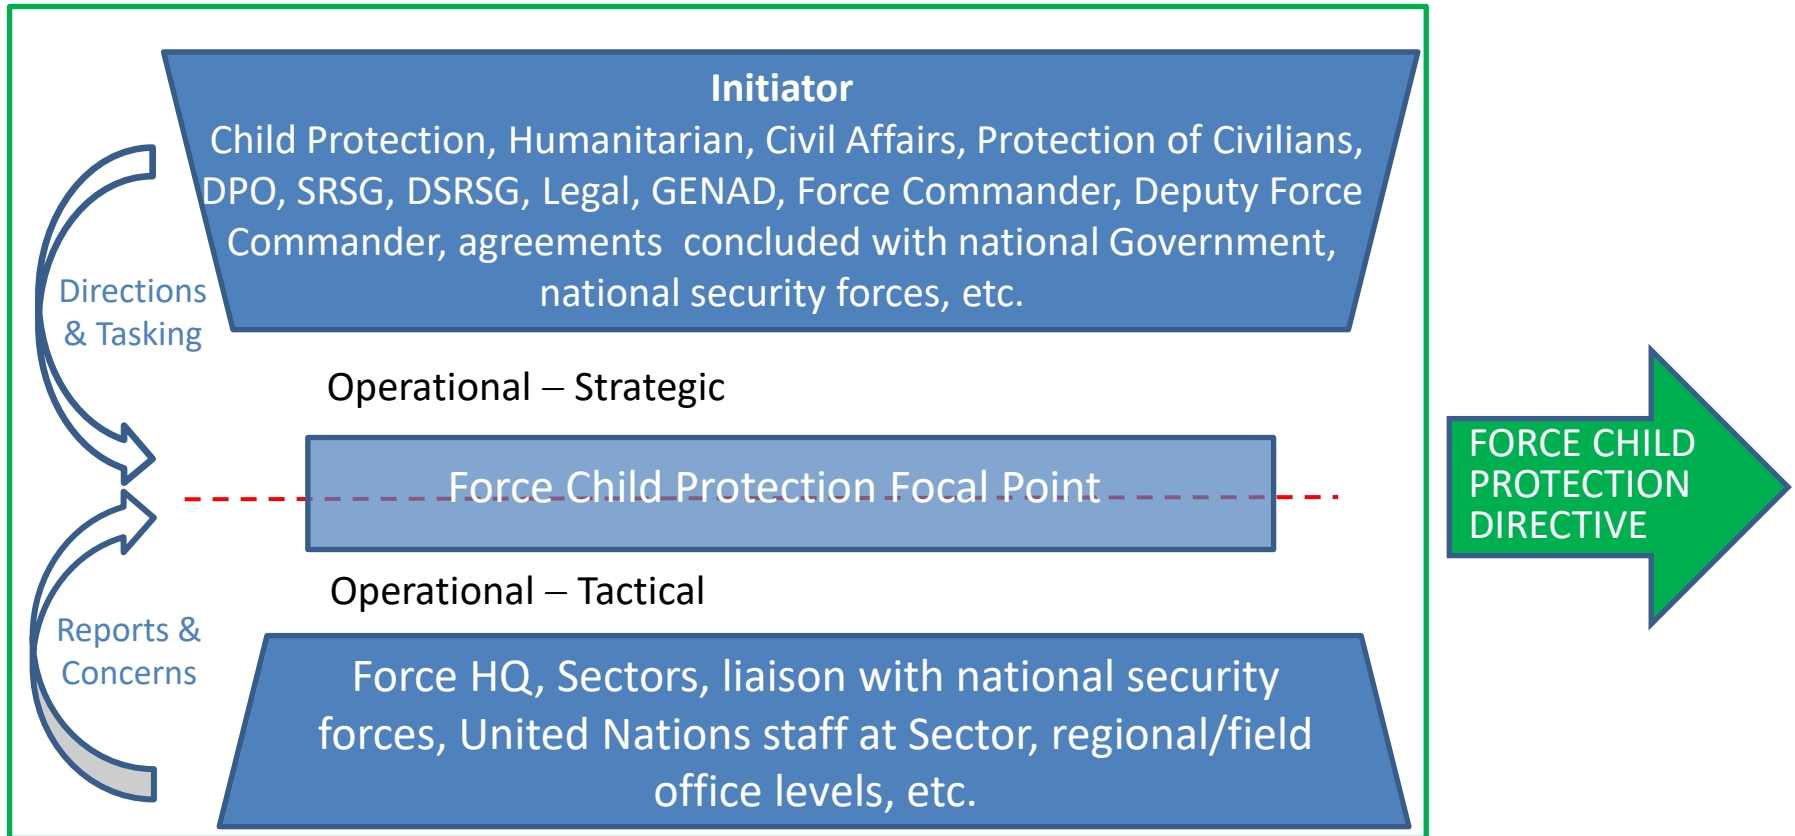 Initiator
Child Protection, Humanitarian, Civil Affairs, Protection of Civilians,
DPO, SRSG, DSRSG, Legal, GENAD, Force Commander, Deputy Force
Commander, agreements concluded with national Government,
national security forces, etc.
Directions
& Tasking
Operational – Strategic
Force Child Protection Focal Point
Operational – Tactical
Reports &
Concerns
Force HQ, Sectors, liaison with national security
forces, United Nations staff at Sector, regional/field
office levels, etc.
FORCE CHILD
PROTECTION
DIRECTIVE